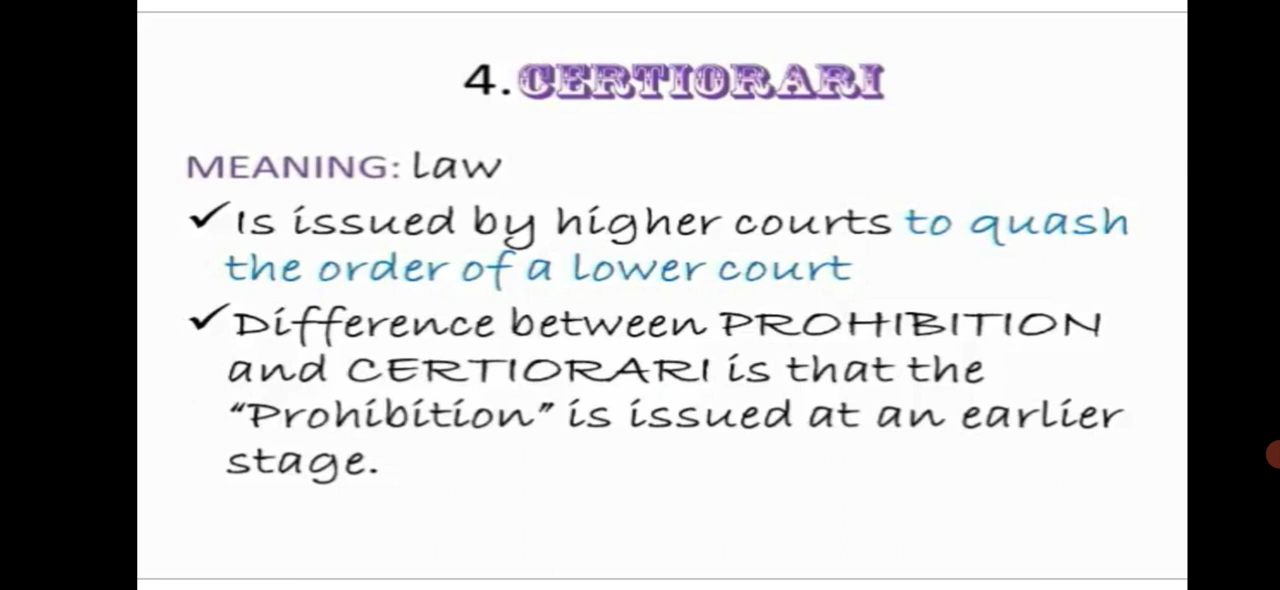 4. CERTIORARI
MEANING: Law
✓Is issued by higher courts to quash
the order of a lower court
✓Difference between PROHIBITION
and CERTIORARI is that the
“Prohibition” is issued at an earlier
stage.